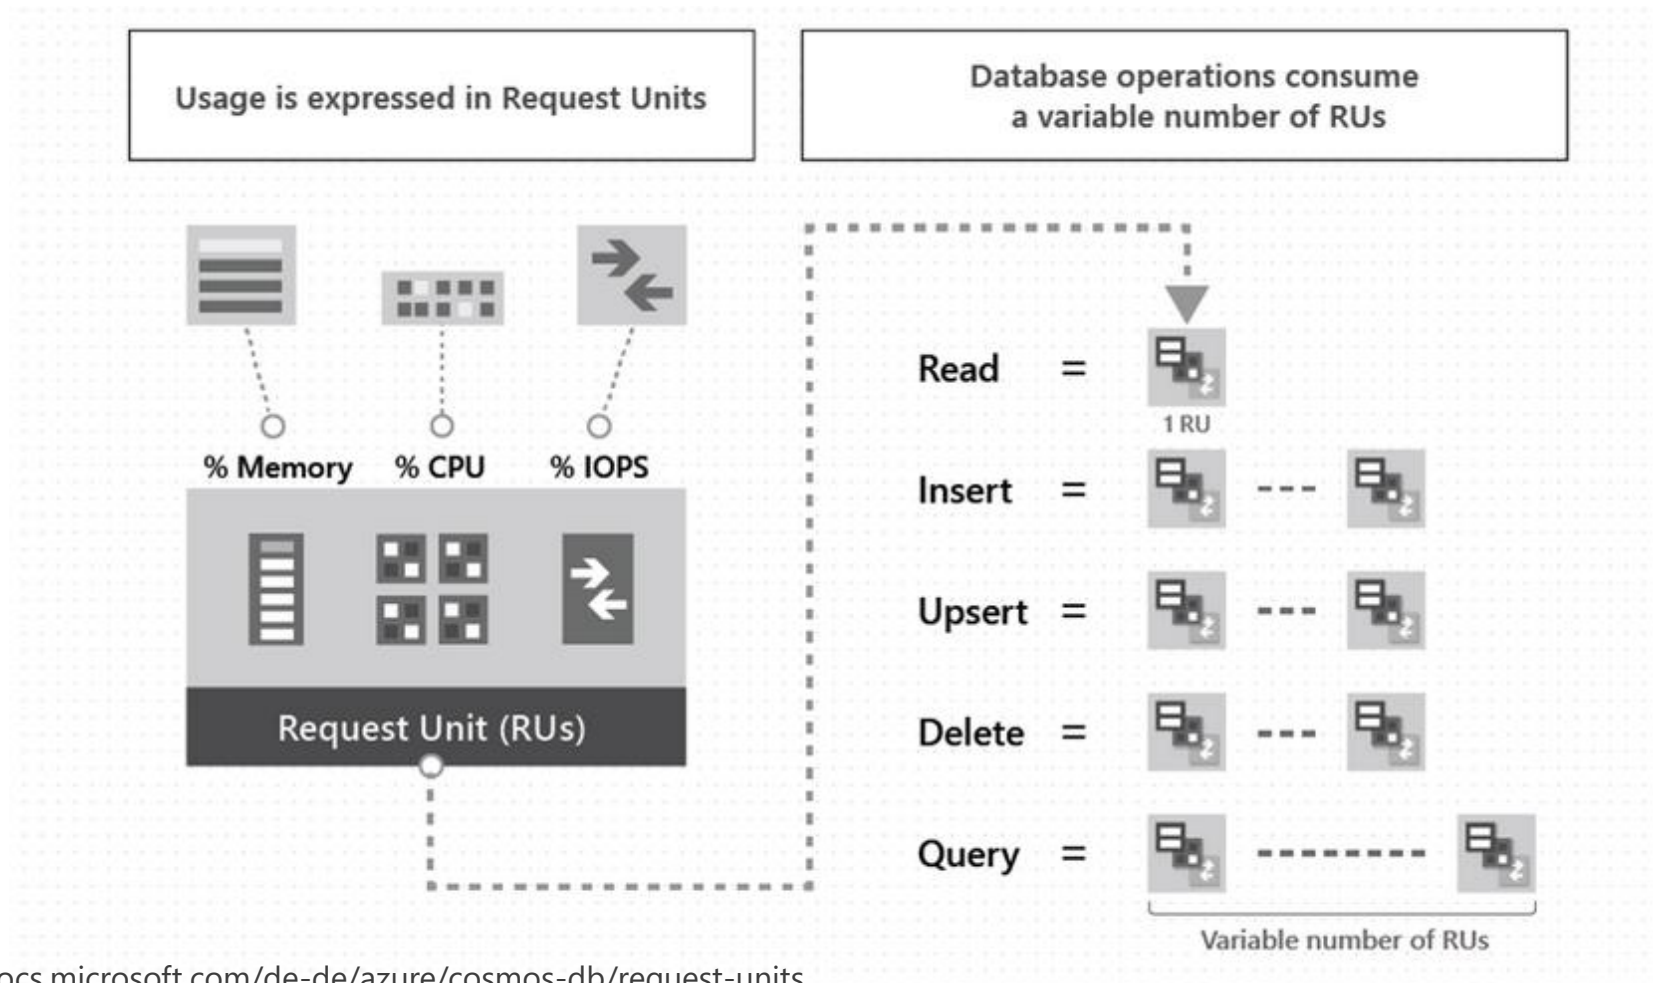 Usage is expressed in Request Units
Database operations consume
a variable number of RUs
% Memory
% CPU
% IOPS
Request Unit (RUs)
Read =
1 RU
Insert =
Upsert =
Delete =
Query =
Variable number of RUs
ocs.microsoft.com/de-de/azure/cosmos-db/request-units